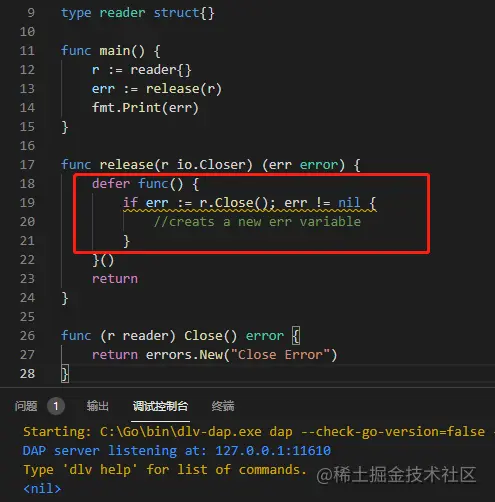 9 type reader struct{}
10
11 func main() {
12 r := reader{}
13 err := release(r)
14 fmt.Print(err)
15 }
16
17 func release(r io.Closer) (err error) {
18 defer func() {
19 if err := r.Close(); err != nil {
20 //creats a new err variable
21 }
22 }()
23 return
24 }
25
26 func (r reader) Close() error {
27 return errors.New("Close Error")
28 }
问题 1 输出 调试控制台 终端
Starting: C:\Go\bin\dlv-dap.exe dap --check-go-version=false
DAP server listening at: 127.0.0.1:11610
Type 'dlv help' for list of commands.
<nil>
@稀土掘金技术社区